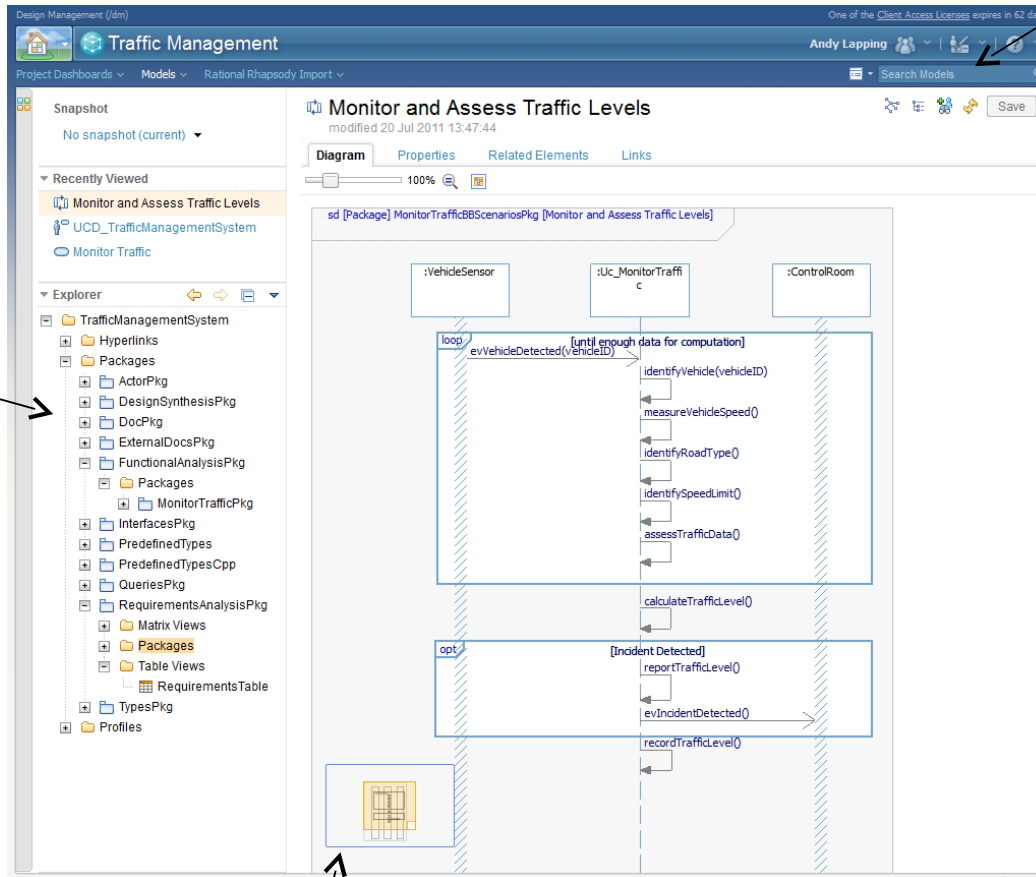 Design Management (/dm)
One of the Client Access Licenses expires in 62 da
Traffic Management
Andy Lapping
Project Dashboards
Models
Rational Rhapsody Import
Search Models
Snapshot
No snapshot (current)
Recently Viewed
Monitor and Assess Traffic Levels
UCD_TrafficManagementSystem
Monitor Traffic
Explorer
TrafficManagementSystem
Hyperlinks
Packages
ActorPkg
DesignSynthesisPkg
DocPkg
ExternalDocsPkg
FunctionalAnalysisPkg
Packages
MonitorTrafficPkg
InterfacesPkg
PredefinedTypes
PredefinedTypesCpp
QueriesPkg
RequirementsAnalysisPkg
Matrix Views
Packages
Table Views
RequirementsTable
TypesPkg
Profiles
Monitor and Assess Traffic Levels
Save
modified 20 Jul 2011 13:47:44
Diagram
Properties
Related Elements
Links
100%
sd [Package] MonitorTrafficBBScenariosPkg [Monitor and Assess Traffic Levels]
:VehicleSensor
:Uc_MonitorTraffi
c
:ControlRoom
loop
[until enough data for computation]
evVehicleDetected(vehicleID)
identifyVehicle(vehicleID)
measureVehicleSpeed()
identifyRoadType()
identifySpeedLimit()
assessTrafficData()
calculateTrafficLevel()
opt
[Incident Detected]
reportTrafficLevel()
evIncidentDetected()
recordTrafficLevel()